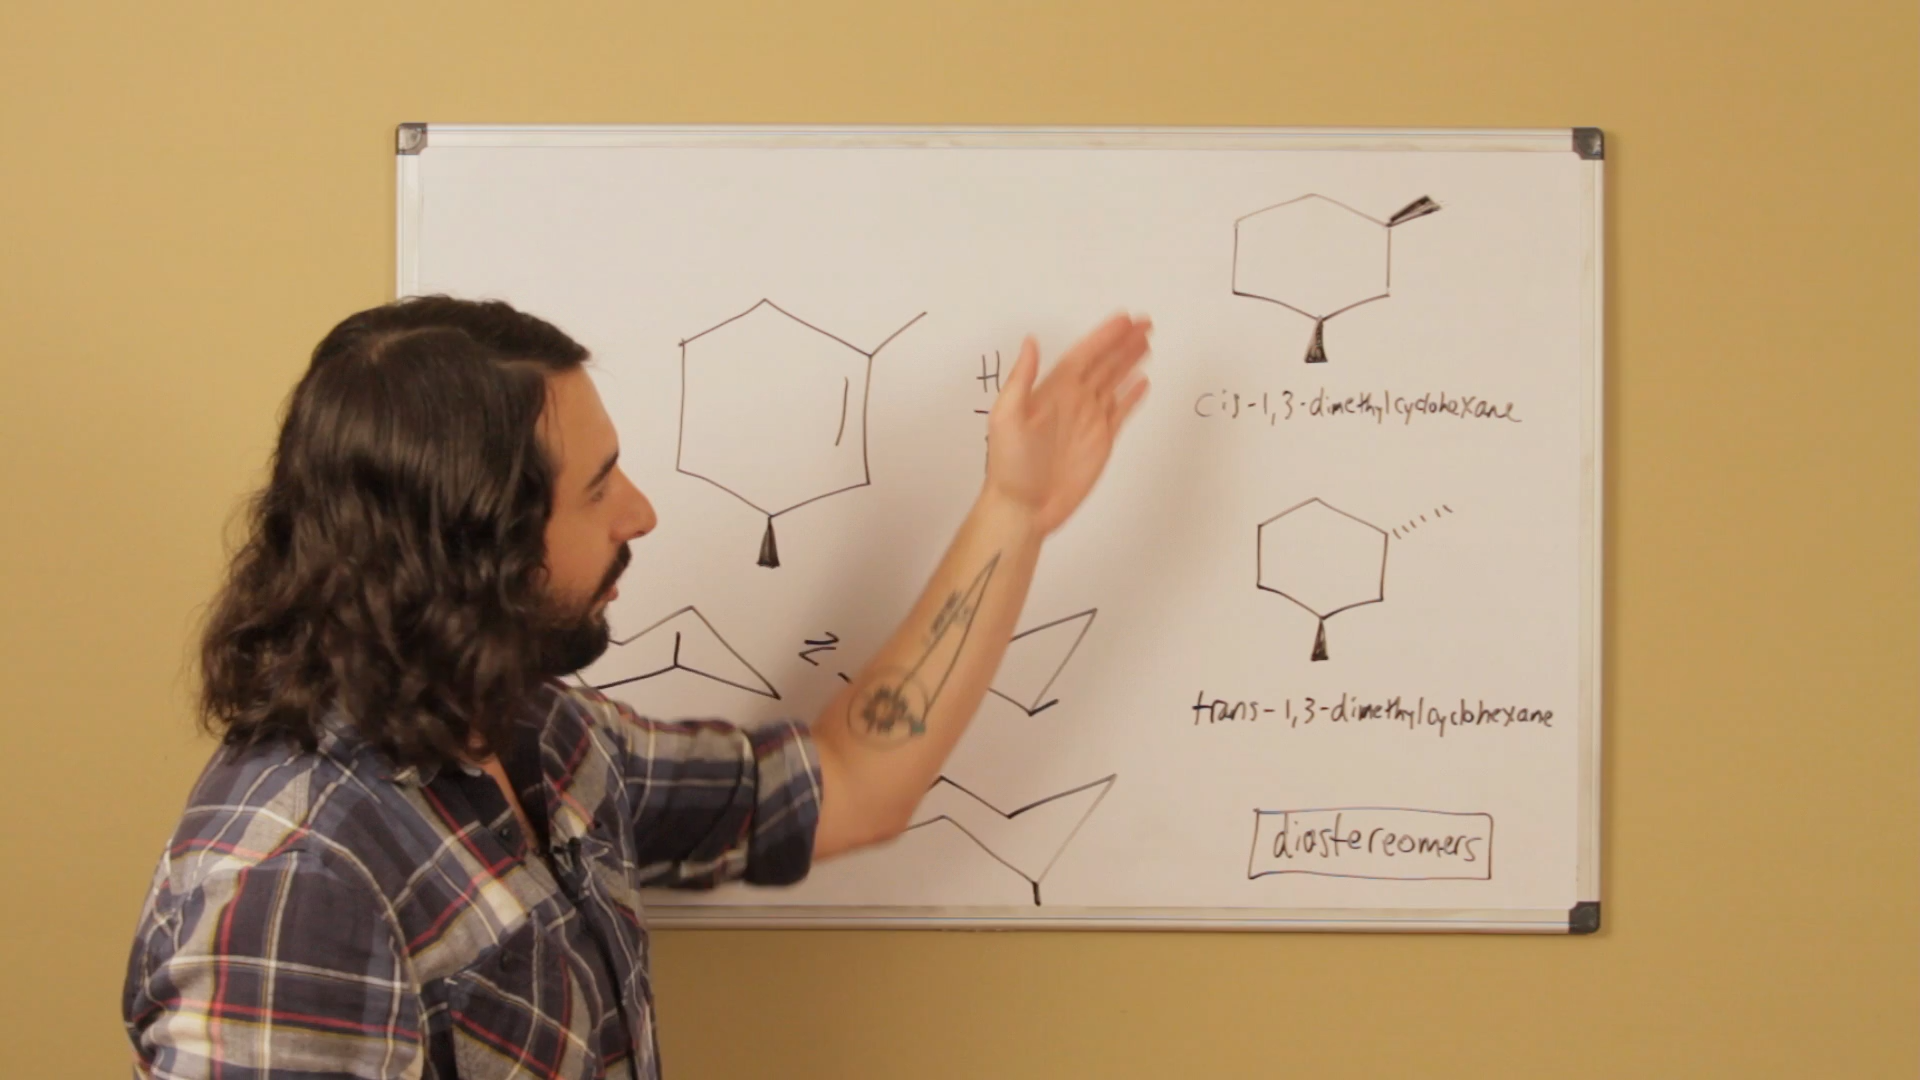 H
cis-1,3-dimethylcyclohexane
trans-1,3-dimethylcyclohexane
diastereomers